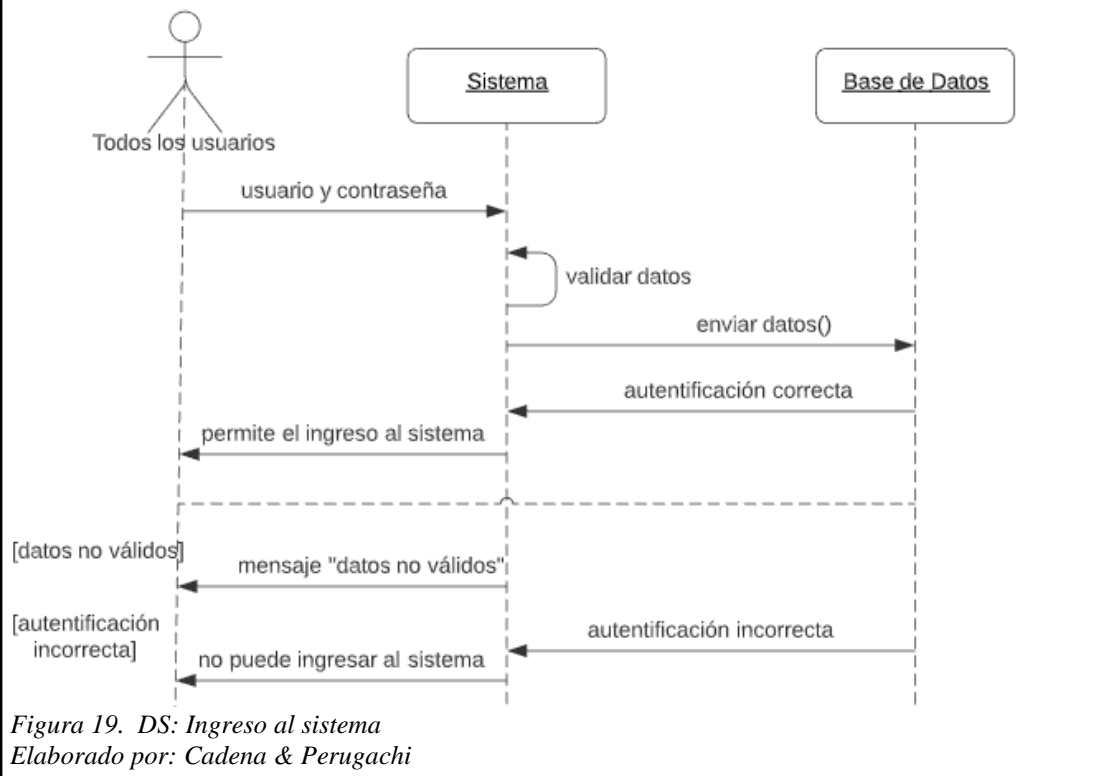 Sistema
Base de Datos
Todos los usuarios
usuario y contraseña
validar datos
enviar datos()
autentificación correcta
permite el ingreso al sistema
[datos no válidos]
mensaje "datos no válidos"
[autentificación
incorrecta]
autentificación incorrecta
no puede ingresar al sistema
Figura 19. DS: Ingreso al sistema
Elaborado por: Cadena & Perugachi